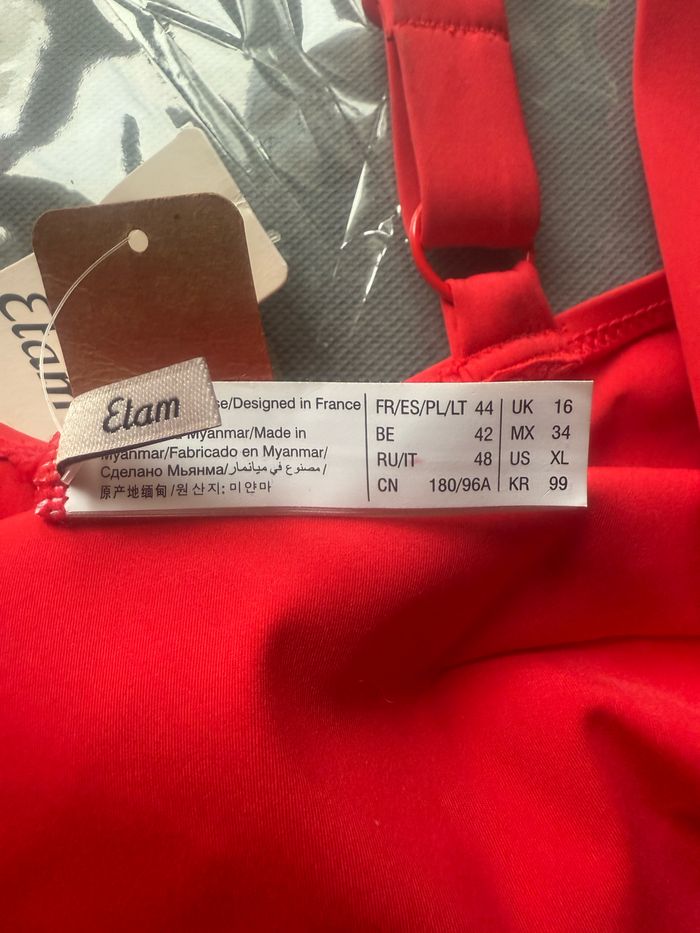 Etam
Etam
se/Designed in France
Myanmar/Made in
Myanmar/Fabricado en Myanmar/
Сделано Мьянма/مصنوع في ميانمار/
原产地缅甸/원산지: 미얀마
FR/ES/PL/LT 44
BE 42
RU/IT 48
CN 180/96A
UK 16
MX 34
US XL
KR 99